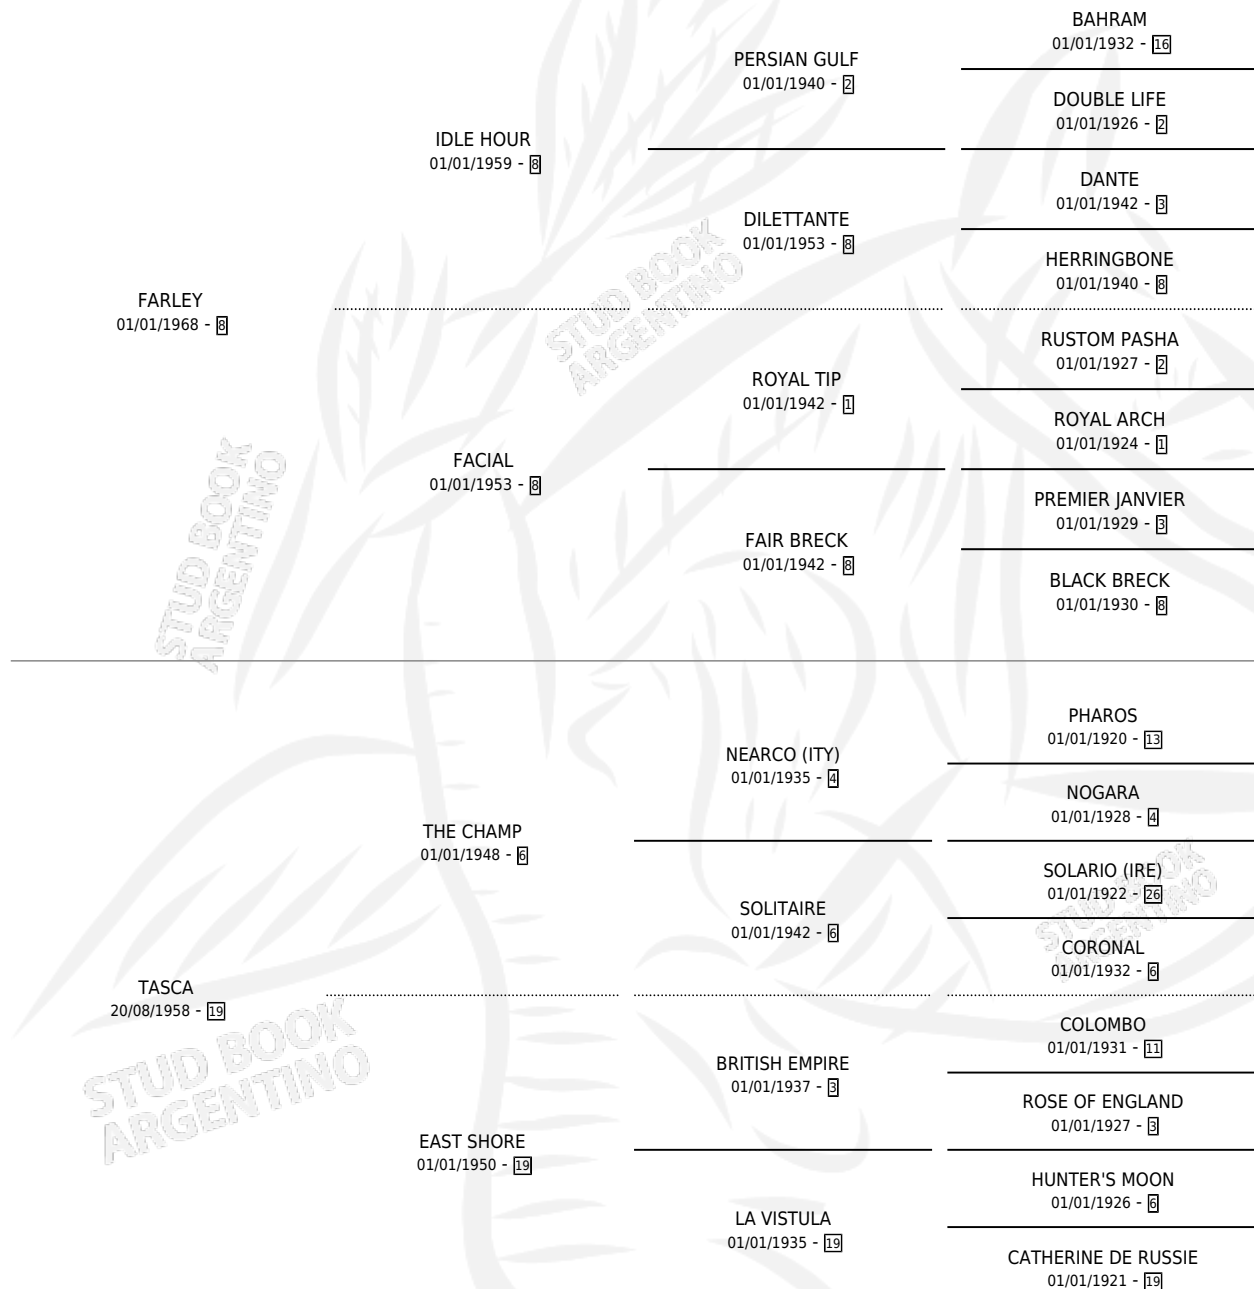 BAHRAM
01/01/1932 - 16
PERSIAN GULF
01/01/1940 - 2
DOUBLE LIFE
01/01/1926 - 2
IDLE HOUR
01/01/1959 - 8
DANTE
01/01/1942 - 3
DILETTANTE
01/01/1953 - 8
HERRINGBONE
01/01/1940 - 8
FARLEY
01/01/1968 - 8
RUSTOM PASHA
01/01/1927 - 2
ROYAL TIP
01/01/1942 - 1
ROYAL ARCH
01/01/1924 - 1
FACIAL
01/01/1953 - 8
PREMIER JANVIER
01/01/1929 - 3
FAIR BRECK
01/01/1942 - 8
BLACK BRECK
01/01/1930 - 8
PHAROS
01/01/1920 - 13
NEARCO (ITY)
01/01/1935 - 4
NOGARA
01/01/1928 - 4
THE CHAMP
01/01/1948 - 6
SOLARIO (IRE)
01/01/1922 - 26
SOLITAIRE
01/01/1942 - 6
CORONAL
01/01/1932 - 6
TASCA
20/08/1958 - 19
COLOMBO
01/01/1931 - 11
BRITISH EMPIRE
01/01/1937 - 3
ROSE OF ENGLAND
01/01/1927 - 3
EAST SHORE
01/01/1950 - 19
HUNTER'S MOON
01/01/1926 - 6
LA VISTULA
01/01/1935 - 19
CATHERINE DE RUSSIE
01/01/1921 - 19
STUD BOOK
ARGENTINO
STUD BOOK
ARGENTINO
STUD BOOK
ARGENTINO
STUD BOOK
ARGENTINO